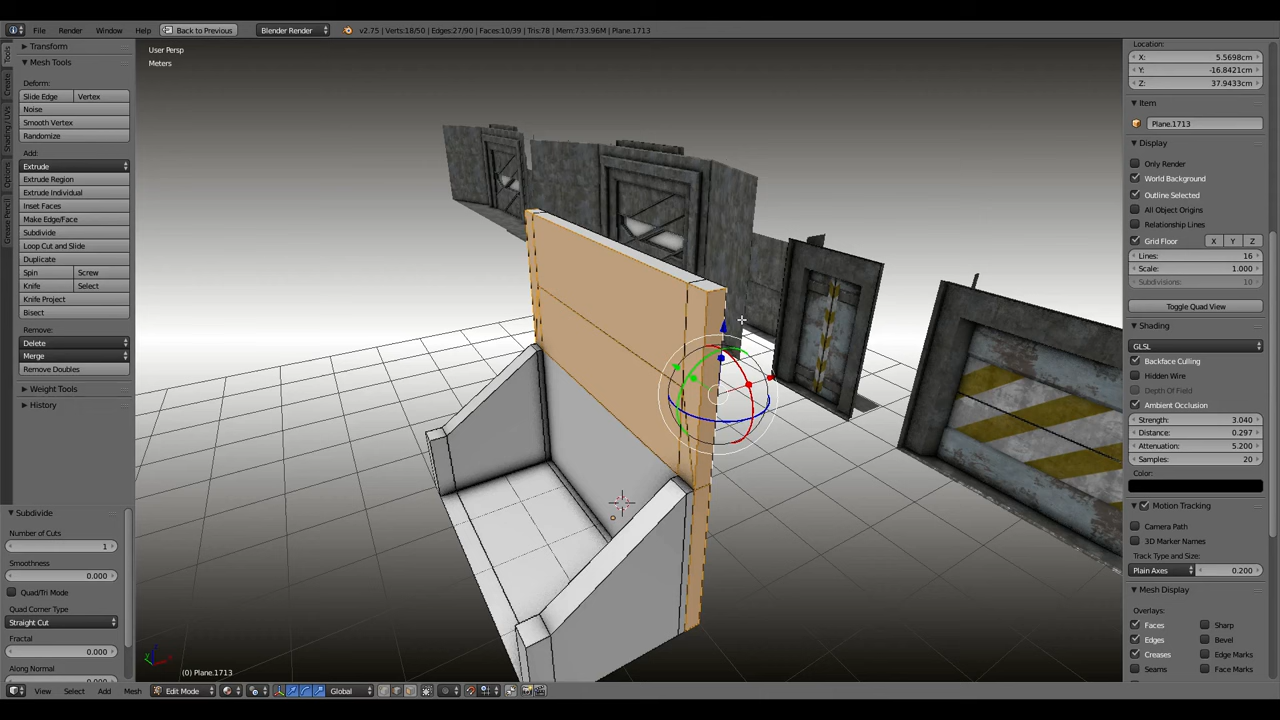 File Render Window Help Back to Previous Blender Render v2.75 | Verts:18/50 | Edges:27/90 | Faces:10/39 | Tris:78 | Mem:733.96M | Plane.1713
Tools
Create
Shading / UVs
Options
Grease Pencil
Transform
Mesh Tools
Deform:
Slide Edge Vertex
Noise
Smooth Vertex
Randomize
Add:
Extrude
Extrude Region
Extrude Individual
Inset Faces
Make Edge/Face
Subdivide
Loop Cut and Slide
Duplicate
Spin Screw
Knife Select
Knife Project
Bisect
Remove:
Delete
Merge
Remove Doubles
Weight Tools
History
Subdivide
Number of Cuts
1
Smoothness
0.000
Quad/Tri Mode
Quad Corner Type
Straight Cut
Fractal
0.000
Along Normal
User Persp
Meters
(0) Plane.1713
View Select Add Mesh Edit Mode Global
Location:
X: 5.5698cm
Y: -16.8421cm
Z: 37.9433cm
Item
Plane.1713
Display
Only Render
World Background
Outline Selected
All Object Origins
Relationship Lines
Grid Floor X Y Z
Lines: 16
Scale: 1.000
Subdivisions: 10
Toggle Quad View
Shading
GLSL
Backface Culling
Hidden Wire
Depth Of Field
Ambient Occlusion
Strength: 3.040
Distance: 0.297
Attenuation: 5.200
Samples: 20
Color:
Motion Tracking
Camera Path
3D Marker Names
Track Type and Size:
Plain Axes 0.200
Mesh Display
Overlays:
Faces Sharp
Edges Bevel
Creases Edge Marks
Seams Face Marks